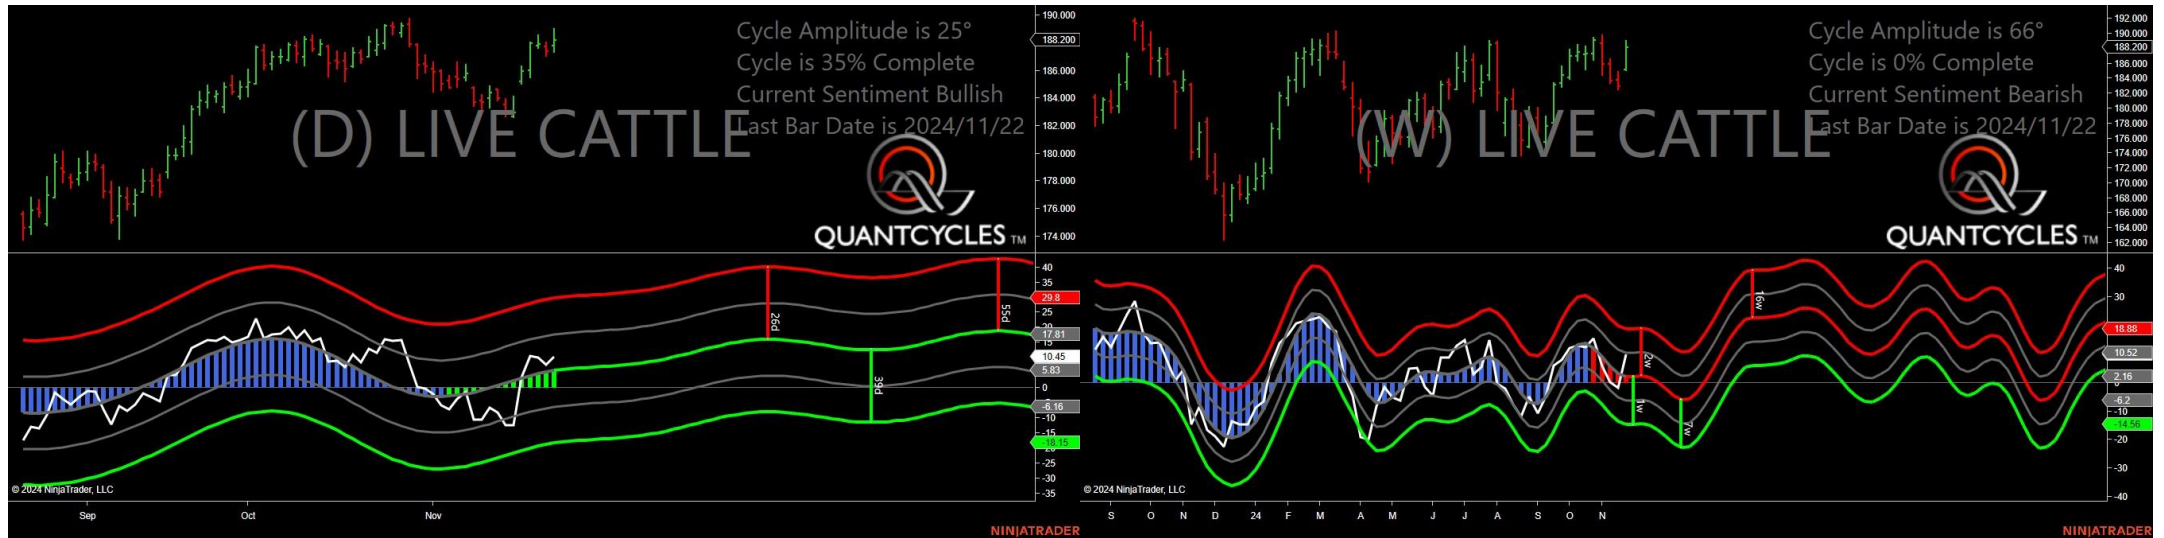 Cycle Amplitude is 25°
Cycle is 35% Complete
Current Sentiment Bullish
Last Bar Date is 2024/11/22
(D) LIVE CATTLE
QUANTCYCLES TM
190.000
188.200
186.000
184.000
182.000
180.000
178.000
176.000
174.000
40
35
29.8
25
17.81
15
10.45
5.83
0
-6.16
-10
-15
-18.15
-25
-30
-35
26d
55d
39d
© 2024 NinjaTrader, LLC
Sep Oct Nov
NINJATRADER
Cycle Amplitude is 66°
Cycle is 0% Complete
Current Sentiment Bearish
Last Bar Date is 2024/11/22
(W) LIVE CATTLE
QUANTCYCLES TM
192.000
190.000
188.200
186.000
184.000
182.000
180.000
178.000
176.000
174.000
172.000
170.000
168.000
166.000
164.000
162.000
40
30
18.88
10.52
2.16
-6.2
-10
-14.56
-20
-30
-40
16w
2w
1w
7w
© 2024 NinjaTrader, LLC
S O N D 24 F M A M J J A S O N
NINJATRADER